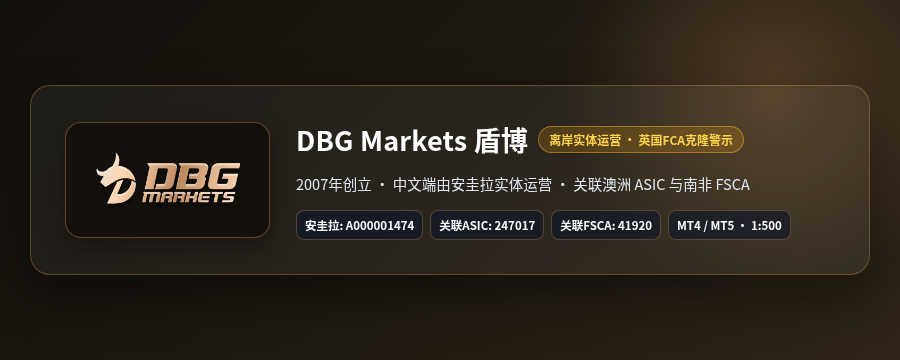 DBG MARKETS
DBG Markets 盾博
离岸实体运营 · 英国FCA克隆警示
2007年创立 · 中文端由安圭拉实体运营 · 关联澳洲 ASIC 与南非 FSCA
安圭拉: A000001474
关联ASIC: 247017
关联FSCA: 41920
MT4 / MT5 · 1:500